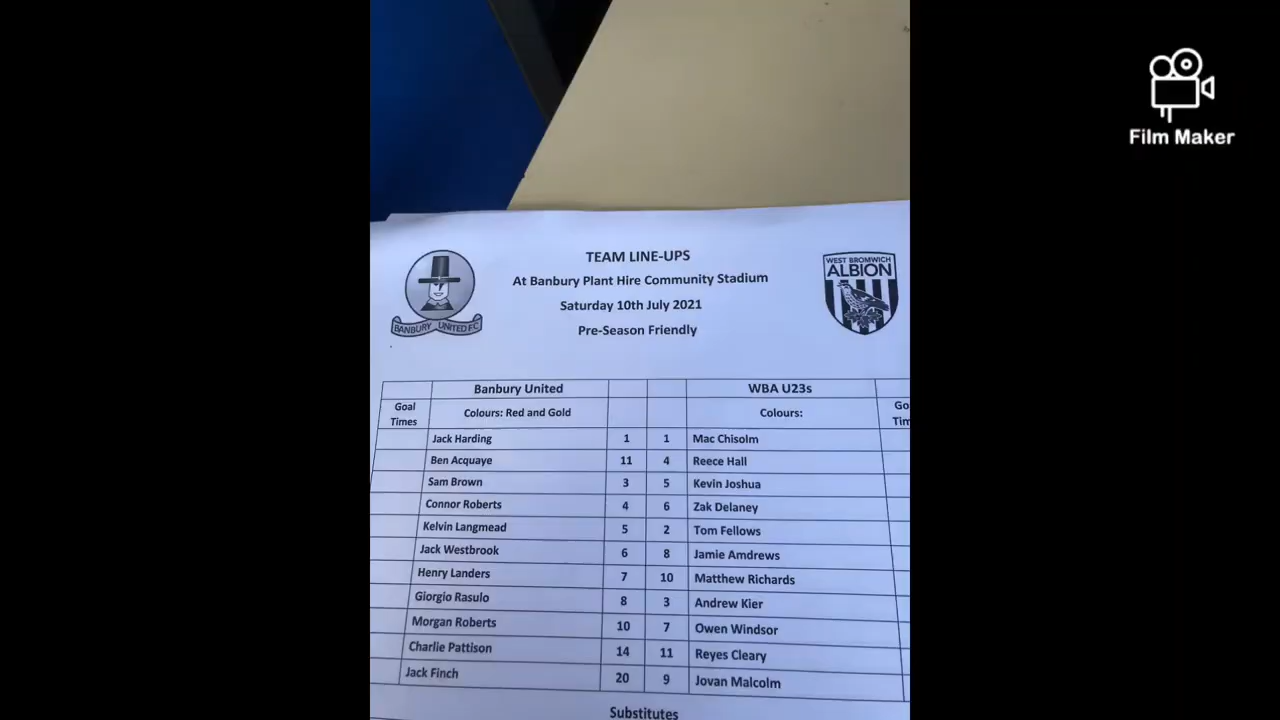 Film Maker
TEAM LINE-UPS
At Banbury Plant Hire Community Stadium
Saturday 10th July 2021
Pre-Season Friendly
BANBURY UNITED FC
WEST BROMWICH
ALBION
Banbury United WBA U23s
Goal Times Colours: Red and Gold Colours: Go Tim
Jack Harding 1 1 Mac Chisolm
Ben Acquaye 11 4 Reece Hall
Sam Brown 3 5 Kevin Joshua
Connor Roberts 4 6 Zak Delaney
Kelvin Langmead 5 2 Tom Fellows
Jack Westbrook 6 8 Jamie Amdrews
Henry Landers 7 10 Matthew Richards
Giorgio Rasulo 8 3 Andrew Kier
Morgan Roberts 10 7 Owen Windsor
Charlie Pattison 14 11 Reyes Cleary
Jack Finch 20 9 Jovan Malcolm
Substitutes